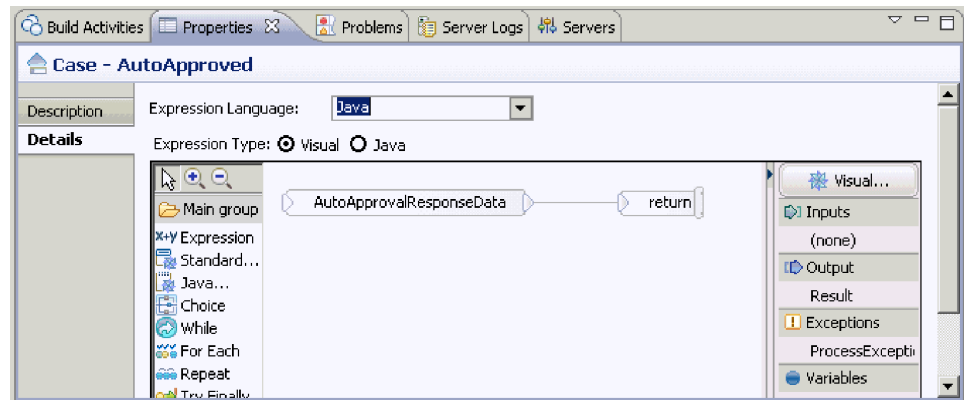 Build Activities Properties Problems Server Logs Servers
Case - AutoApproved
Description
Details
Expression Language: Java
Expression Type: Visual Java
Main group
X+Y Expression
Standard...
Java...
Choice
While
For Each
Repeat
Try Finally
AutoApprovalResponseData return
Visual...
Inputs
(none)
Output
Result
Exceptions
ProcessExcepti
Variables